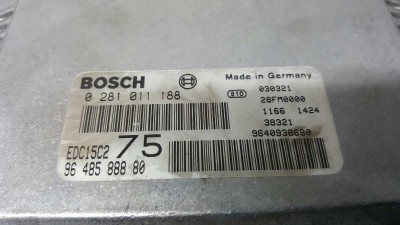 BOSCH
0 281 011 188
EDC15C2 75
96 485 888 80
Made in Germany
610 030321
28FM0000
1166 1424
38321
9640938680